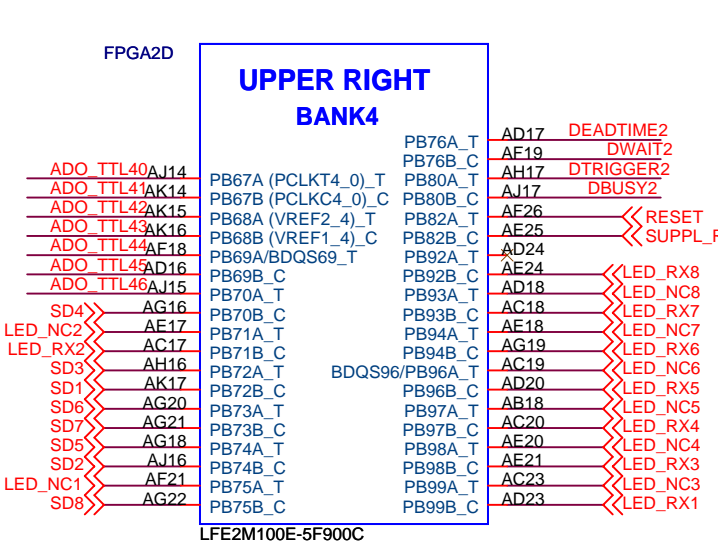 FPGA2D
UPPER RIGHT
BANK4
PB76A_T AD17 DEADTIME2
PB76B_C AF19 DWAIT2
ADO_TTL40 AJ14 PB67A (PCLKT4_0)_T PB80A_T AH17 DTRIGGER2
ADO_TTL41 AK14 PB67B (PCLKC4_0)_C PB80B_C AJ17 DBUSY2
ADO_TTL42 AK15 PB68A (VREF2_4)_T PB82A_T AF26 RESET
ADO_TTL43 AK16 PB68B (VREF1_4)_C PB82B_C AE25
ADO_TTL44 AF18 PB69A/BDQS69_T PB92A_T AD24
ADO_TTL45 AD16 PB69B_C PB92B_C AE24 LED_RX8
ADO_TTL46 AJ15 PB70A_T PB93A_T AD18 LED_NC8
SD4 AG16 PB70B_C PB93B_C AC18 LED_RX7
LED_NC2 AE17 PB71A_T PB94A_T AE18 LED_NC7
LED_RX2 AC17 PB71B_C PB94B_C AG19 LED_RX6
SD3 AH16 PB72A_T BDQS96/PB96A_T AC19 LED_NC6
SD1 AK17 PB72B_C PB96B_C AD20 LED_RX5
SD6 AG20 PB73A_T PB97A_T AB18 LED_NC5
SD7 AG21 PB73B_C PB97B_C AC20 LED_RX4
SD5 AG18 PB74A_T PB98A_T AE20 LED_NC4
SD2 AJ16 PB74B_C PB98B_C AE21 LED_RX3
LED_NC1 AF21 PB75A_T PB99A_T AC23 LED_NC3
SD8 AG22 PB75B_C PB99B_C AD23 LED_RX1
LFE2M100E-5F900C